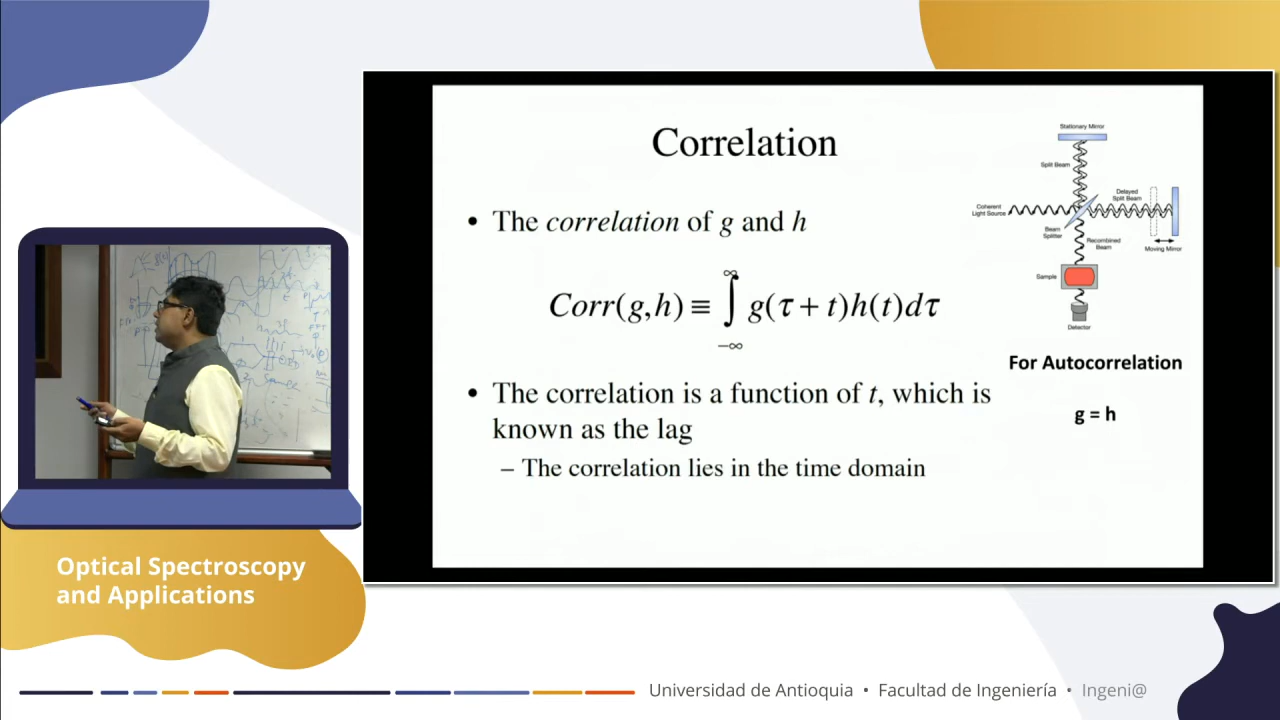 Correlation
• The correlation of g and h
Corr(g,h) ≡ ∫ g(τ + t)h(t)dτ
∞
−∞
• The correlation is a function of t, which is
known as the lag
– The correlation lies in the time domain
Stationary Mirror
Split Beam
Delayed
Split Beam
Coherent
Light Source
Beam
Splitter
Recombined
Beam
Moving Mirror
Sample
Detector
For Autocorrelation
g = h
Optical Spectroscopy
and Applications
Universidad de Antioquia • Facultad de Ingeniería • Ingeni@